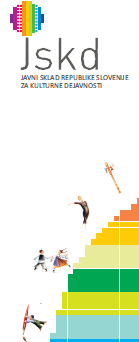 Jskd
JAVNI SKLAD REPUBLIKE SLOVENIJE
ZA KULTURNE DEJAVNOSTI